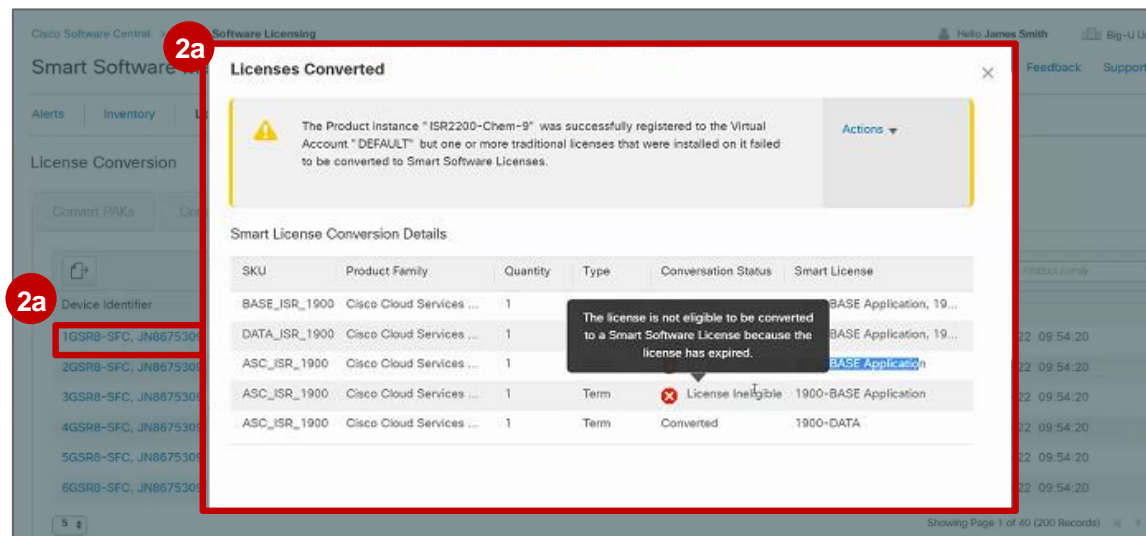 Cisco Software Central > Software Licensing
Hello James Smith
Big-U
2a
Smart Software
Licenses Converted
Feedback Support
Alerts Inventory
The Product instance "ISR2200-Chem-9" was successfully registered to the Virtual
Account "DEFAULT" but one or more traditional licenses that were installed on it failed
to be converted to Smart Software Licenses.
Actions
License Conversion
Convert PAKs
Smart License Conversion Details
SKU Product Family Quantity Type Conversation Status Smart License
2a
Device Identifier
Product Family
BASE_ISR_1900 Cisco Cloud Services ... 1 BASE Application, 19...
The license is not eligible to be converted
to a Smart Software License because the
license has expired.
1GSR8-SFC, JN8675309
DATA_ISR_1900 Cisco Cloud Services ... 1 BASE Application, 19...
22 09:54:20
2GSR8-SFC, JN8675309
ASC_ISR_1900 Cisco Cloud Services ... 1 BASE Application
22 09:54:20
3GSR8-SFC, JN8675309
ASC_ISR_1900 Cisco Cloud Services ... 1 Term License Ineligible 1900-BASE Application
22 09:54:20
4GSR8-SFC, JN8675309
ASC_ISR_1900 Cisco Cloud Services ... 1 Term Converted 1900-DATA
22 09:54:20
5GSR8-SFC, JN8675309
22 09:54:20
6GSR8-SFC, JN8675309
22 09:54:20
5
Showing Page 1 of 40 (200 Records)